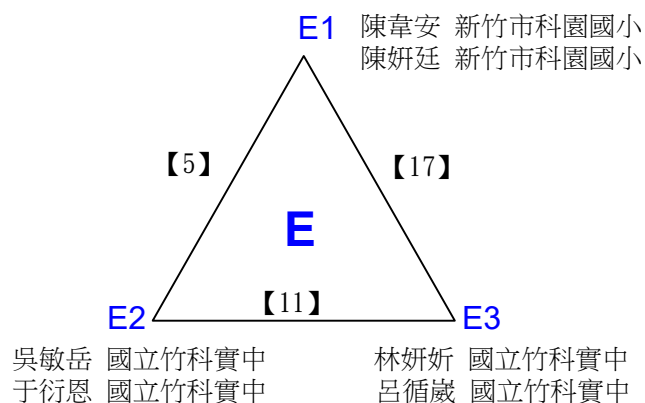 E1 陳韋安 新竹市科園國小
陳妍廷 新竹市科園國小
【5】 【17】
E
【11】
E2 E3
吳敏岳 國立竹科實中 林妍妡 國立竹科實中
于衍恩 國立竹科實中 呂循崴 國立竹科實中